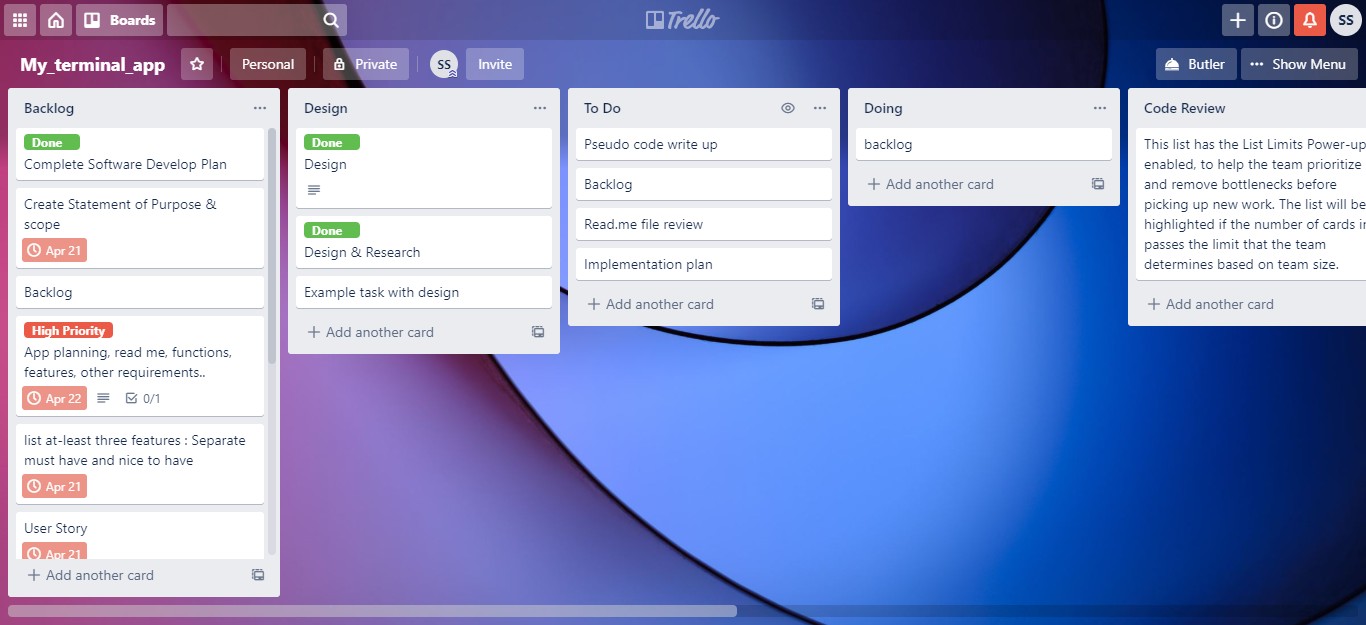 Boards
Trello
SS
My_terminal_app
Personal
Private
SS
Invite
Butler
Show Menu
Backlog
Done
Complete Software Develop Plan
Create Statement of Purpose &
scope
Apr 21
Backlog
High Priority
App planning, read me, functions,
features, other requirements..
Apr 22
0/1
list at-least three features : Separate
must have and nice to have
Apr 21
User Story
Apr 21
Add another card
Design
Done
Design
Done
Design & Research
Example task with design
Add another card
To Do
Pseudo code write up
Backlog
Read.me file review
Implementation plan
Add another card
Doing
backlog
Add another card
Code Review
This list has the List Limits Power-up
enabled, to help the team prioritize
and remove bottlenecks before
picking up new work. The list will be
highlighted if the number of cards in
passes the limit that the team
determines based on team size.
Add another card